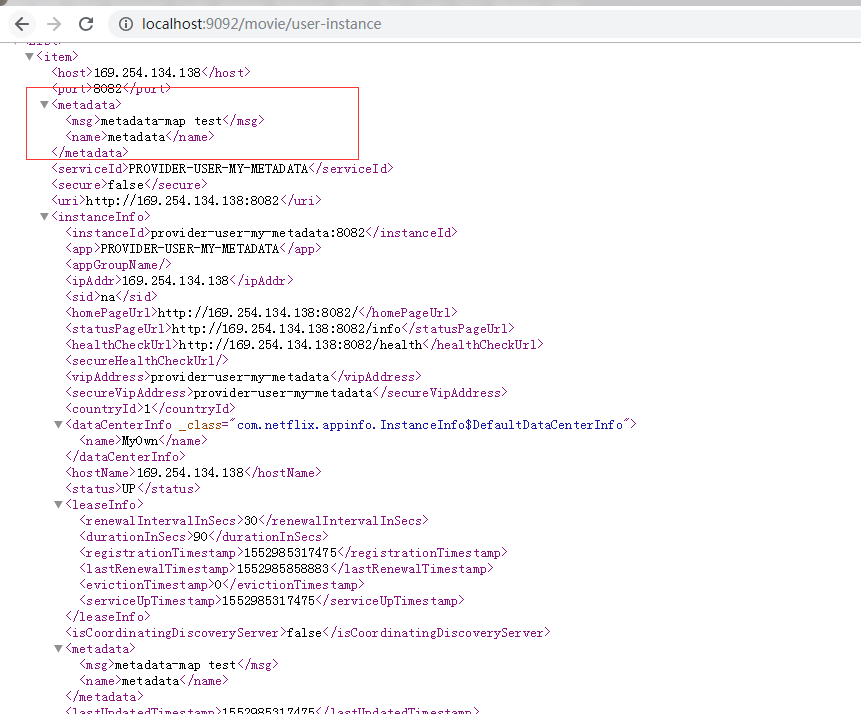 localhost:9092/movie/user-instance
<List>
▼<item>
<host>169.254.134.138</host>
<port>8082</port>
▼<metadata>
<msg>metadata-map test</msg>
<name>metadata</name>
</metadata>
<serviceId>PROVIDER-USER-MY-METADATA</serviceId>
<secure>false</secure>
<uri>http://169.254.134.138:8082</uri>
▼<instanceInfo>
<instanceId>provider-user-my-metadata:8082</instanceId>
<app>PROVIDER-USER-MY-METADATA</app>
<appGroupName/>
<ipAddr>169.254.134.138</ipAddr>
<sid>na</sid>
<homePageUrl>http://169.254.134.138:8082/</homePageUrl>
<statusPageUrl>http://169.254.134.138:8082/info</statusPageUrl>
<healthCheckUrl>http://169.254.134.138:8082/health</healthCheckUrl>
<secureHealthCheckUrl/>
<vipAddress>provider-user-my-metadata</vipAddress>
<secureVipAddress>provider-user-my-metadata</secureVipAddress>
<countryId>1</countryId>
▼<dataCenterInfo _class="com.netflix.appinfo.InstanceInfo$DefaultDataCenterInfo">
<name>MyOwn</name>
</dataCenterInfo>
<hostName>169.254.134.138</hostName>
<status>UP</status>
▼<leaseInfo>
<renewalIntervalInSecs>30</renewalIntervalInSecs>
<durationInSecs>90</durationInSecs>
<registrationTimestamp>1552985317475</registrationTimestamp>
<lastRenewalTimestamp>1552985858883</lastRenewalTimestamp>
<evictionTimestamp>0</evictionTimestamp>
<serviceUpTimestamp>1552985317475</serviceUpTimestamp>
</leaseInfo>
<isCoordinatingDiscoveryServer>false</isCoordinatingDiscoveryServer>
▼<metadata>
<msg>metadata-map test</msg>
<name>metadata</name>
</metadata>
<lastUpdatedTimestamp>1552985317475</lastUpdatedTimestamp>